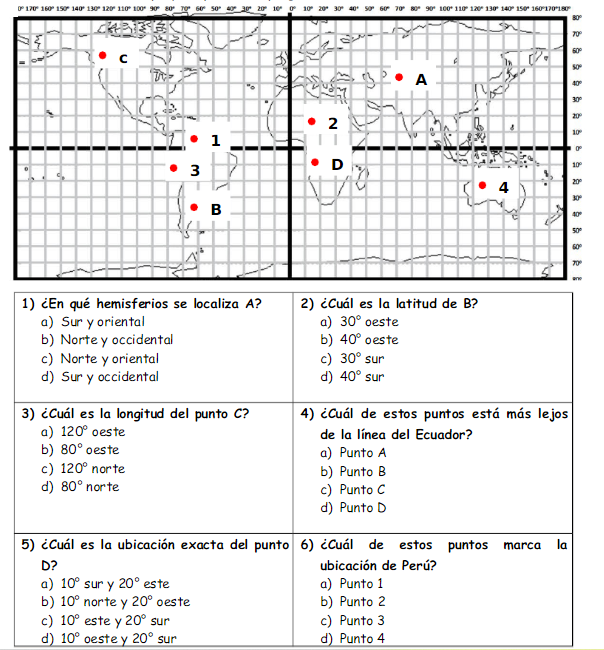 0° 170° 160° 150° 140° 130° 120° 110° 100° 90° 80° 70° 60° 50° 40° 30° 20° 10° 0° 10° 20° 30° 40° 50° 60° 70° 80° 90° 100° 110° 120° 130° 140° 150° 160° 170° 180°
80°
70°
60°
C
50°
A
40°
30°
20°
2
10°
1
0°
D
10°
3
20°
4
30°
B
40°
50°
60°
70°
80°
1) ¿En qué hemisferios se localiza A?
a) Sur y oriental
b) Norte y occidental
c) Norte y oriental
d) Sur y occidental
2) ¿Cuál es la latitud de B?
a) 30° oeste
b) 40° oeste
c) 30° sur
d) 40° sur
3) ¿Cuál es la longitud del punto C?
a) 120° oeste
b) 80° oeste
c) 120° norte
d) 80° norte
4) ¿Cuál de estos puntos está más lejos
de la línea del Ecuador?
a) Punto A
b) Punto B
c) Punto C
d) Punto D
5) ¿Cuál es la ubicación exacta del punto
D?
a) 10° sur y 20° este
b) 10° norte y 20° oeste
c) 10° este y 20° sur
d) 10° oeste y 20° sur
6) ¿Cuál de estos puntos marca la
ubicación de Perú?
a) Punto 1
b) Punto 2
c) Punto 3
d) Punto 4